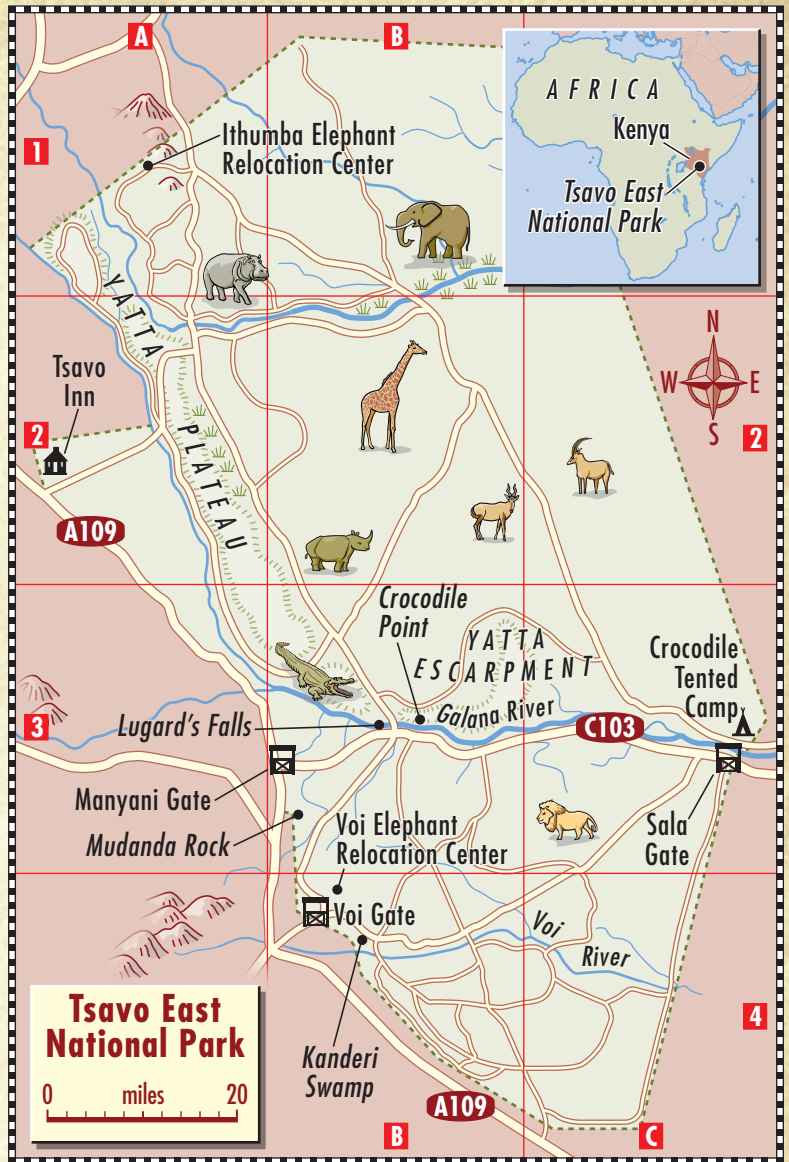 A
B
AFRICA
Kenya
Tsavo East
National Park
1
Ithumba Elephant
Relocation Center
YATTA
PLATEAU
N
W
E
S
Tsavo
Inn
2
2
A109
Crocodile
Point
YATTA
ESCARPMENT
Crocodile
Tented
Camp
3
Lugard's Falls
Galana River
C103
Manyani Gate
Mudanda Rock
Voi Elephant
Relocation Center
Sala
Gate
Voi Gate
Voi
River
Tsavo East
National Park
0 miles 20
4
Kanderi
Swamp
A109
B
C